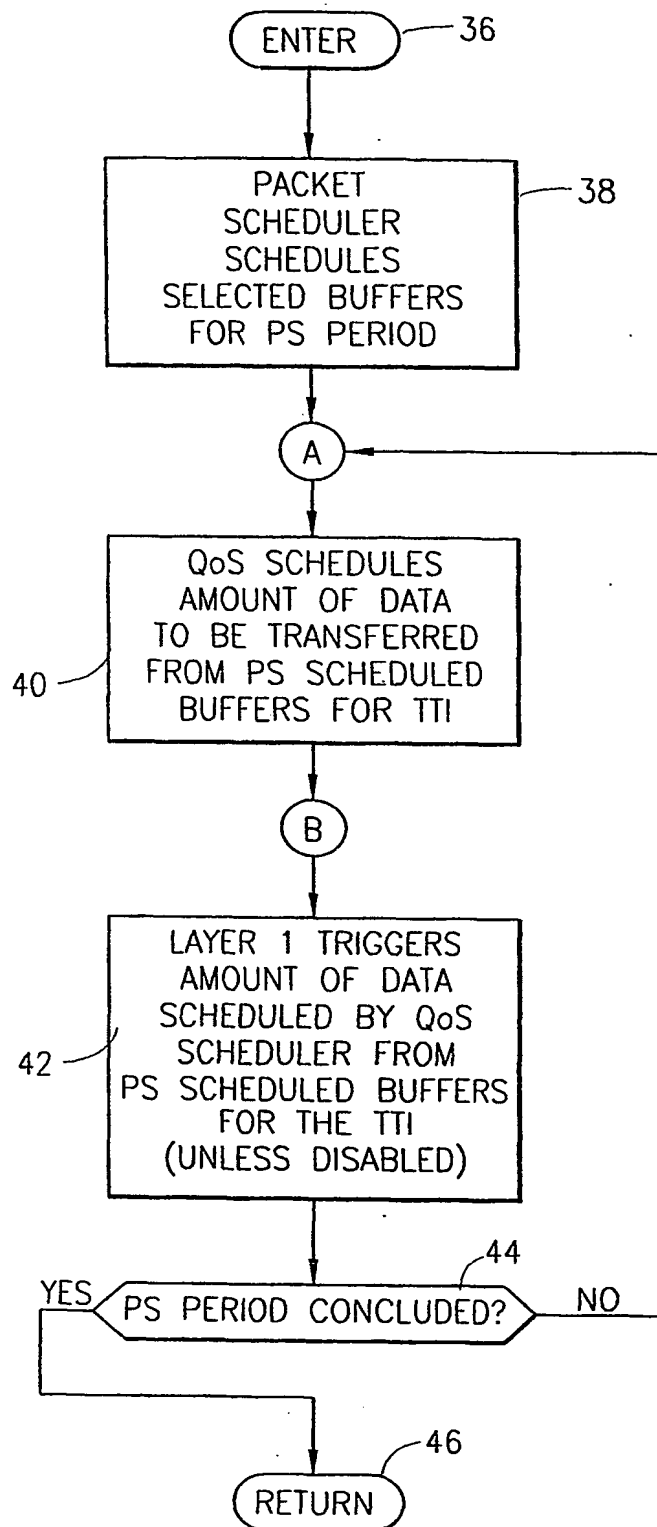 ENTER
36
PACKET
SCHEDULER
SCHEDULES
SELECTED BUFFERS
FOR PS PERIOD
38
A
QoS SCHEDULES
AMOUNT OF DATA
TO BE TRANSFERRED
FROM PS SCHEDULED
BUFFERS FOR TTI
40
B
LAYER 1 TRIGGERS
AMOUNT OF DATA
SCHEDULED BY QoS
SCHEDULER FROM
PS SCHEDULED BUFFERS
FOR THE TTI
(UNLESS DISABLED)
42
44
YES
PS PERIOD CONCLUDED?
NO
46
RETURN